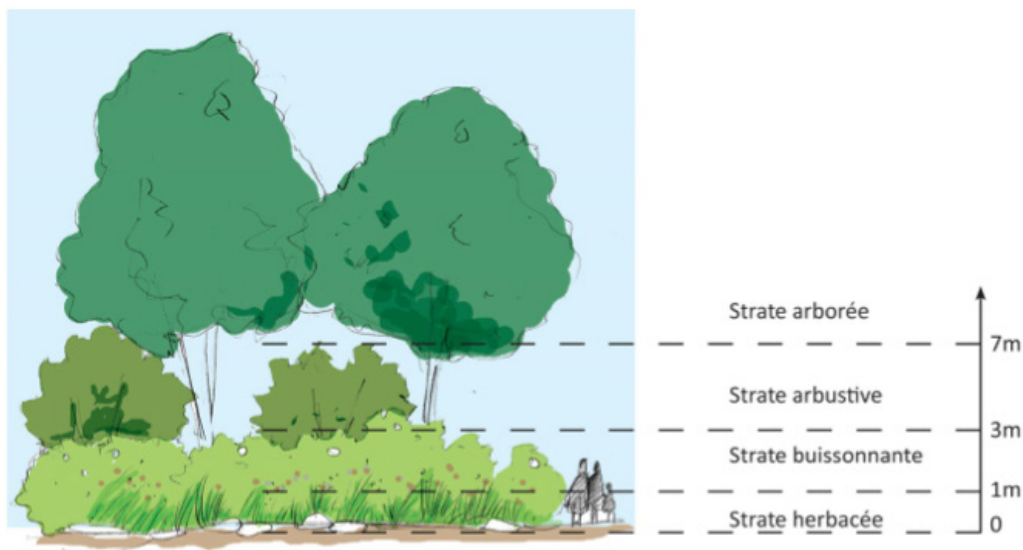 Strate arborée
7m
Strate arbustive
3m
Strate buissonnante
1m
Strate herbacée
0